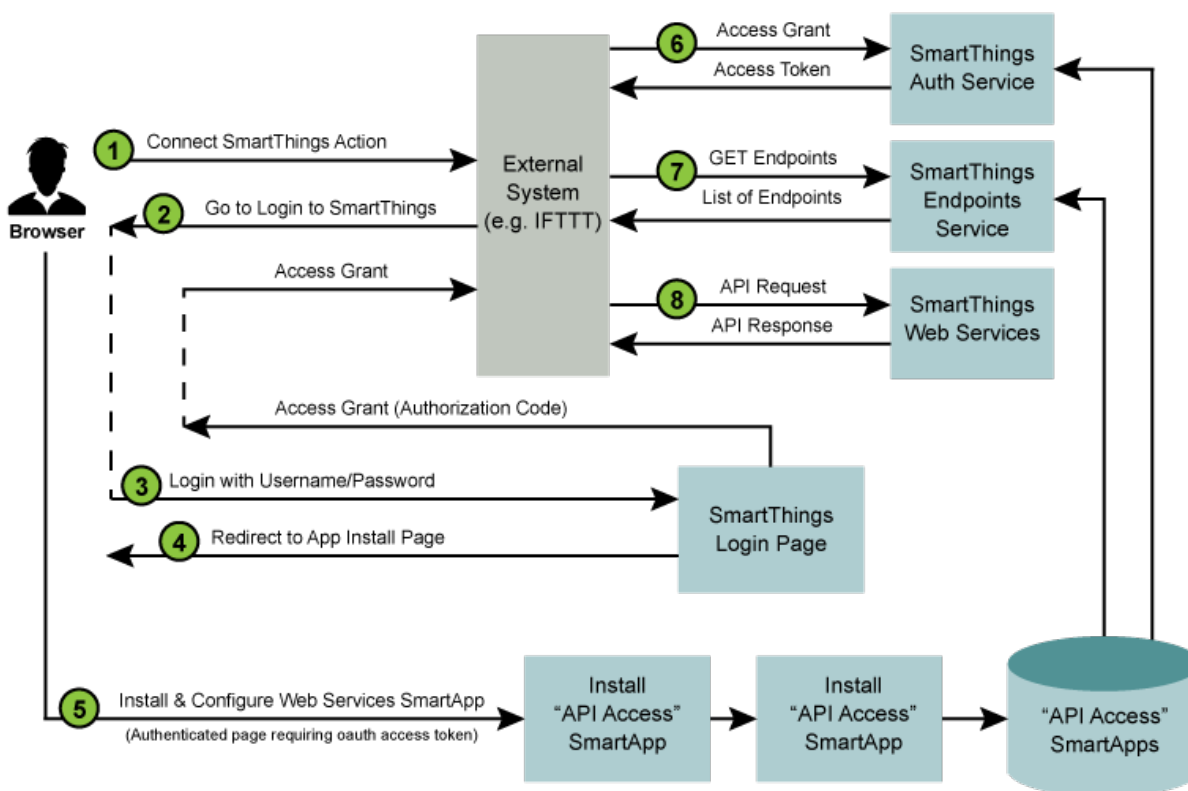 6
Access Grant
Access Token
SmartThings
Auth Service
1
Connect SmartThings Action
External
System
(e.g. IFTTT)
7
GET Endpoints
List of Endpoints
SmartThings
Endpoints
Service
Browser
2
Go to Login to SmartThings
Access Grant
8
API Request
API Response
SmartThings
Web Services
Access Grant (Authorization Code)
3
Login with Username/Password
SmartThings
Login Page
4
Redirect to App Install Page
5
Install & Configure Web Services SmartApp
(Authenticated page requiring oauth access token)
Install
“API Access”
SmartApp
Install
“API Access”
SmartApp
“API Access”
SmartApps